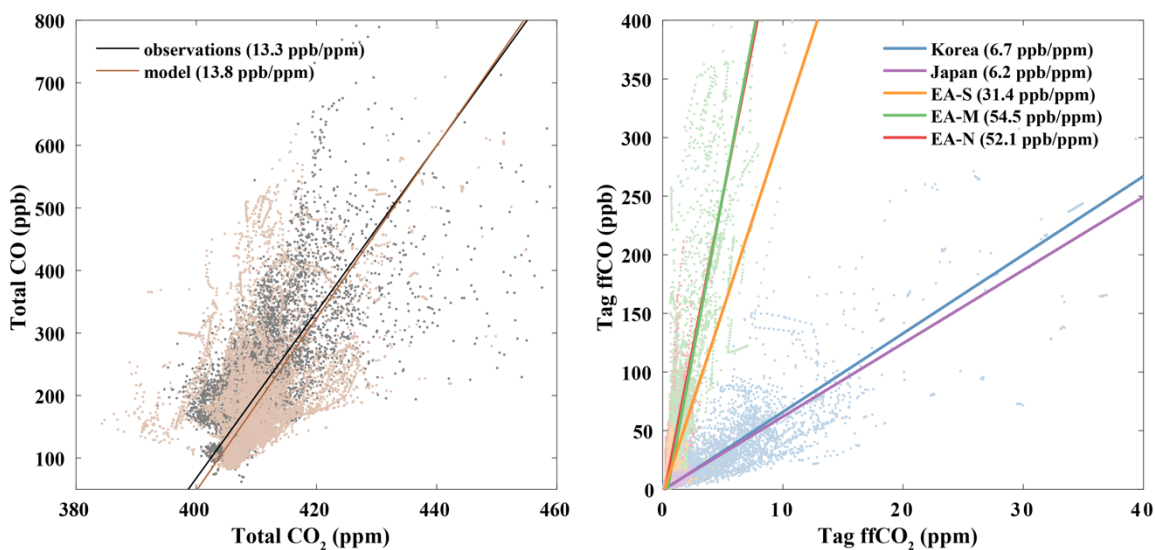 800
700
600
500
400
300
200
100
Total CO (ppb)
observations (13.3 ppb/ppm)
model (13.8 ppb/ppm)
380
400
420
440
460
Total CO₂ (ppm)
400
350
300
250
200
150
100
50
0
Tag ffCO (ppb)
Korea (6.7 ppb/ppm)
Japan (6.2 ppb/ppm)
EA-S (31.4 ppb/ppm)
EA-M (54.5 ppb/ppm)
EA-N (52.1 ppb/ppm)
0
10
20
30
40
Tag ffCO₂ (ppm)